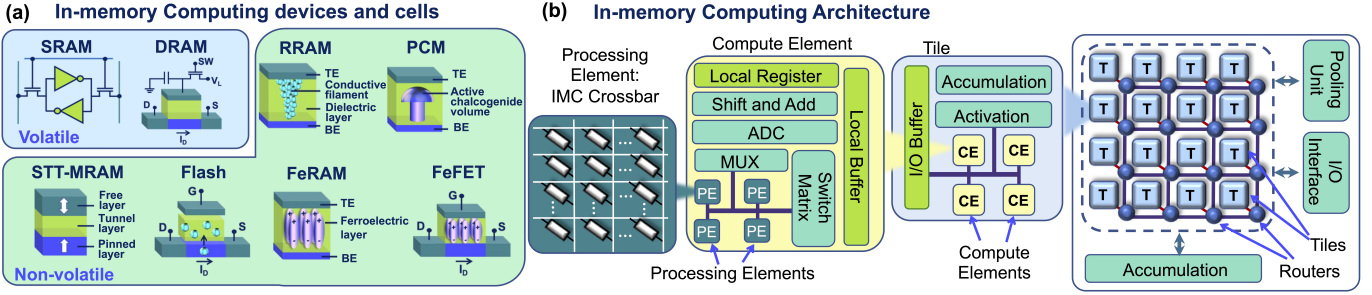 (a) In-memory Computing devices and cells
SRAM
Volatile
DRAM
SW
V_L
D
S
I_D
RRAM
TE
Conductive
filament
Dielectric
layer
BE
PCM
TE
Active
chalcogenide
volume
BE
STT-MRAM
Free
layer
Tunnel
layer
Pinned
layer
Non-volatile
Flash
G
D
S
I_D
FeRAM
TE
Ferroelectric
layer
BE
FeFET
G
D
S
I_D
(b) In-memory Computing Architecture
Processing
Element:
IMC Crossbar
Compute Element
Local Register
Shift and Add
ADC
MUX
PE
PE
PE
PE
Switch
Matrix
Local Buffer
Processing Elements
Tile
I/O Buffer
Accumulation
Activation
CE
CE
CE
CE
Compute
Elements
T T T T
T T T T
T T T T
T T T T
Pooling
Unit
I/O
Interface
Accumulation
Tiles
Routers